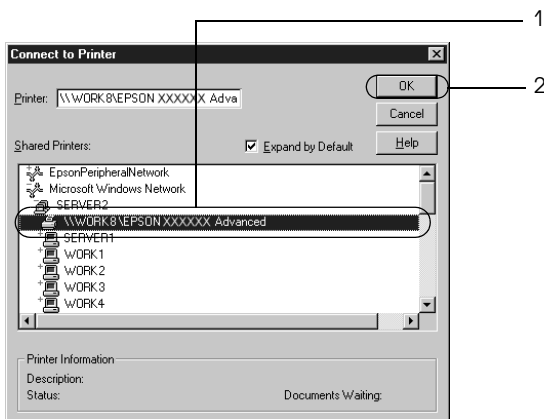 1
Connect to Printer
Printer: \\WORK8\EPSON XXXXXX Adva
OK
2
Cancel
Shared Printers:
Expand by Default
Help
EpsonPeripheralNetwork
Microsoft Windows Network
SERVER2
\\WORK8\EPSON XXXXXX Advanced
SERVER1
WORK1
WORK2
WORK3
WORK4
Printer Information
Description:
Status:
Documents Waiting: